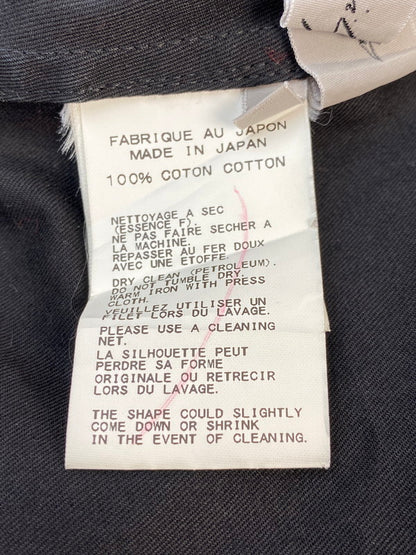 FABRIQUE AU JAPON
MADE IN JAPAN
100% COTON COTTON
NETTOYAGE A SEC
(ESSENCE F).
NE PAS FAIRE SECHER A
LA MACHINE.
REPASSER AU FER DOUX
AVEC UNE ETOFFE.
DRY CLEAN (PETROLEUM).
DO NOT TUMBLE DRY.
WARM IRON WITH PRESS
CLOTH.
VEUILLEZ UTILISER UN
FILET LORS DU LAVAGE.
PLEASE USE A CLEANING
NET.
LA SILHOUETTE PEUT
PERDRE SA FORME
ORIGINALE OU RETRECIR
LORS DU LAVAGE.
THE SHAPE COULD SLIGHTLY
COME DOWN OR SHRINK
IN THE EVENT OF CLEANING.